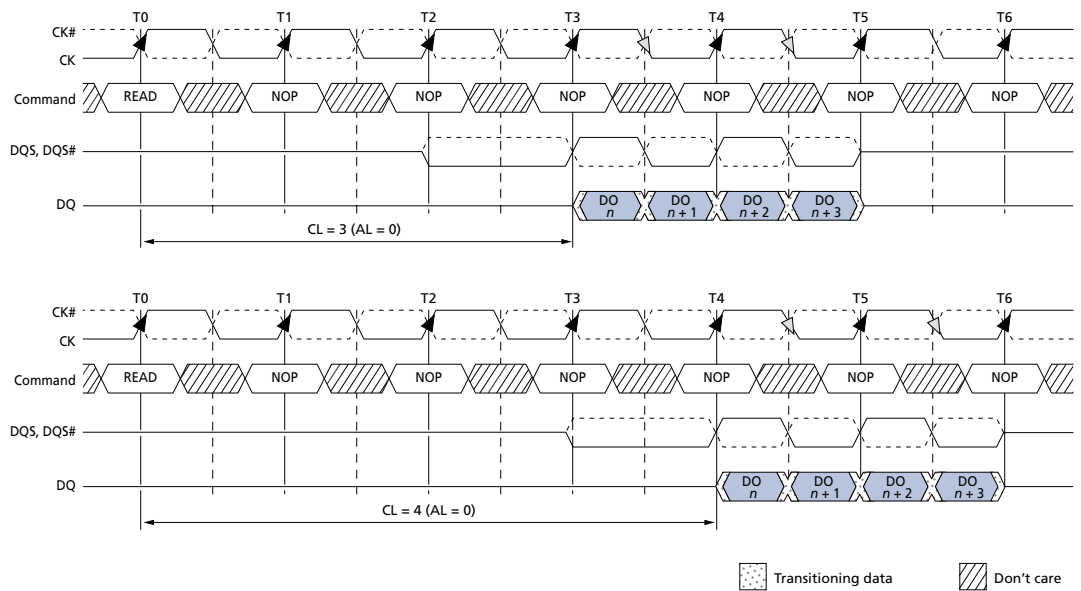 T0 T1 T2 T3 T4 T5 T6
CK#
CK
Command READ NOP NOP NOP NOP NOP NOP
DQS, DQS#
DQ DO n DO n + 1 DO n + 2 DO n + 3
CL = 3 (AL = 0)
T0 T1 T2 T3 T4 T5 T6
CK#
CK
Command READ NOP NOP NOP NOP NOP NOP
DQS, DQS#
DQ DO n DO n + 1 DO n + 2 DO n + 3
CL = 4 (AL = 0)
Transitioning data Don't care